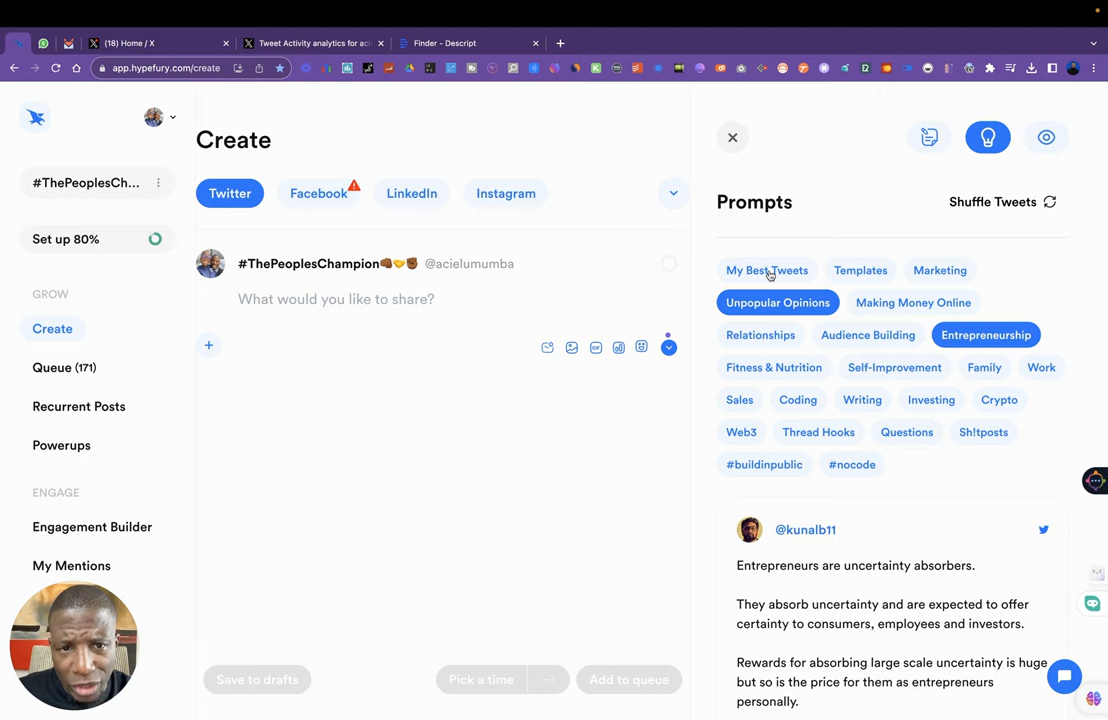 (18) Home / X
Tweet Activity analytics for aci
Finder - Descript
app.hypefury.com/create
#ThePeoplesCh...
Set up 80%
GROW
Create
Queue (171)
Recurrent Posts
Powerups
ENGAGE
Engagement Builder
My Mentions
Create
Twitter
Facebook
LinkedIn
Instagram
#ThePeoplesChampion👊🏾🤝✊🏾 @acielumumba
What would you like to share?
GIF
Save to drafts
Pick a time
Add to queue
Prompts
Shuffle Tweets
My Best Tweets
Templates
Marketing
Unpopular Opinions
Making Money Online
Relationships
Audience Building
Entrepreneurship
Fitness & Nutrition
Self-Improvement
Family
Work
Sales
Coding
Writing
Investing
Crypto
Web3
Thread Hooks
Questions
Sh!tposts
#buildinpublic
#nocode
@kunalb11
Entrepreneurs are uncertainty absorbers.
They absorb uncertainty and are expected to offer
certainty to consumers, employees and investors.
Rewards for absorbing large scale uncertainty is huge
but so is the price for them as entrepreneurs
personally.